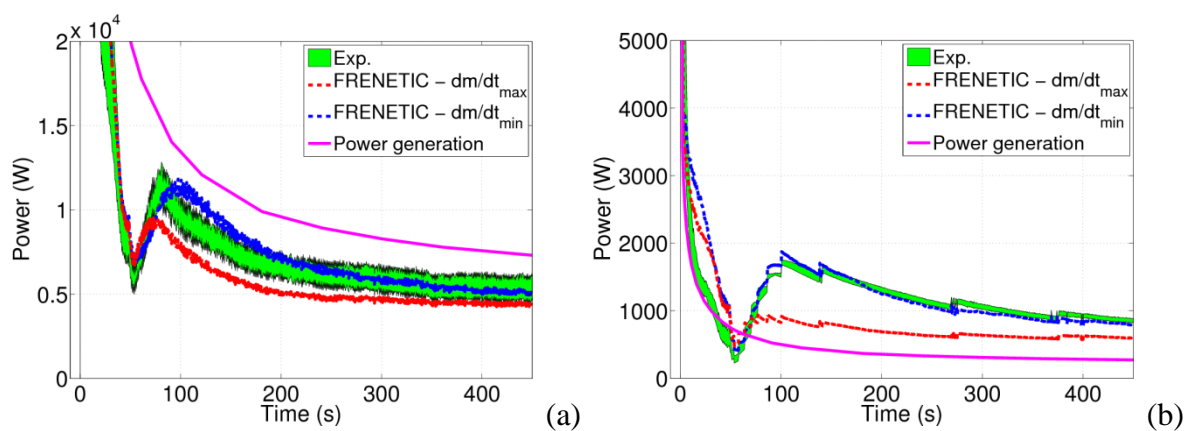 x 10^4
2
1.5
1
0.5
0
Power (W)
0 100 200 300 400
Time (s)
Exp.
FRENETIC – dm/dt_max
FRENETIC – dm/dt_min
Power generation
(a)
5000
4000
3000
2000
1000
0
Power (W)
0 100 200 300 400
Time (s)
Exp.
FRENETIC – dm/dt_max
FRENETIC – dm/dt_min
Power generation
(b)